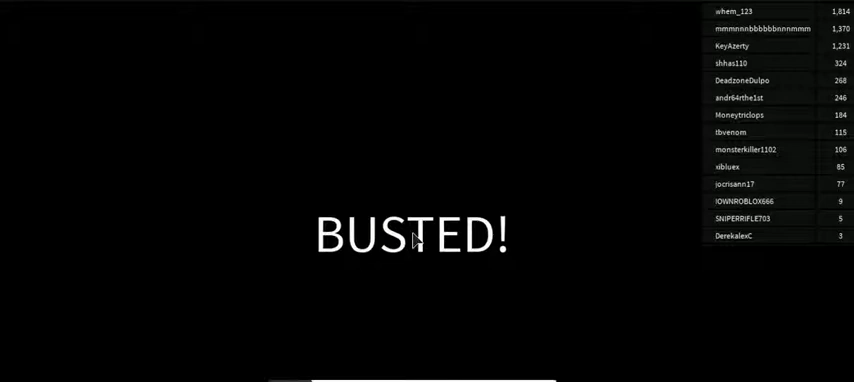 whem_123 1,814
mmmnnnbbbbbbnnnmmm 1,370
KeyAzerty 1,231
shhas110 324
DeadzoneDulpo 268
andr64rthe1st 246
Moneytriclops 184
tbvenom 115
monsterkiller1102 106
xibluex 85
jocrisann17 77
IOWNROBLOX666 9
SNIPERRIFLE703 5
DerekalexC 3
BUSTED!